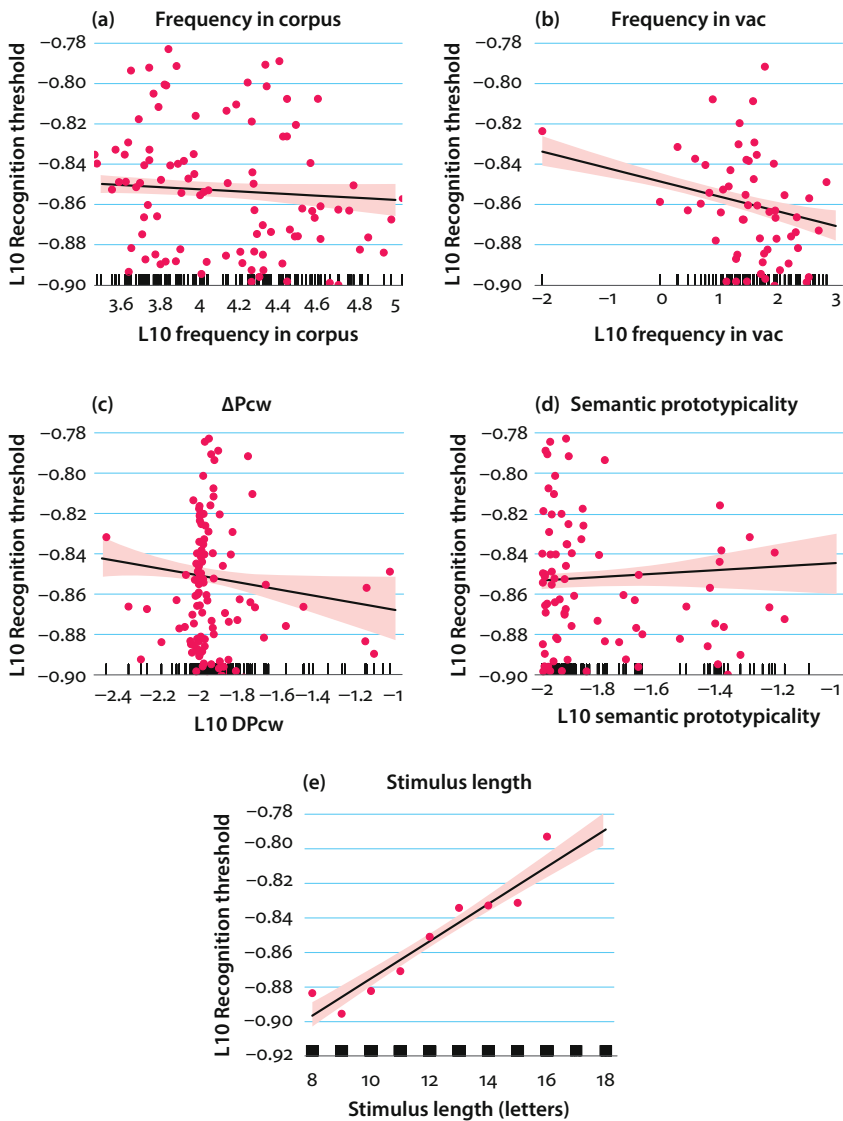 (a) Frequency in corpus
L10 Recognition threshold
−0.78
−0.80
−0.82
−0.84
−0.86
−0.88
−0.90
3.6 3.8 4 4.2 4.4 4.6 4.8 5
L10 frequency in corpus
(b) Frequency in vac
L10 Recognition threshold
−0.78
−0.80
−0.82
−0.84
−0.86
−0.88
−0.90
−2 −1 0 1 2 3
L10 frequency in vac
(c) ΔPcw
L10 Recognition threshold
−0.78
−0.80
−0.82
−0.84
−0.86
−0.88
−0.90
−2.4 −2.2 −2 −1.8 −1.6 −1.4 −1.2 −1
L10 DPcw
(d) Semantic prototypicality
L10 Recognition threshold
−0.78
−0.80
−0.82
−0.84
−0.86
−0.88
−0.90
−2 −1.8 −1.6 −1.4 −1.2 −1
L10 semantic prototypicality
(e) Stimulus length
L10 Recognition threshold
−0.78
−0.80
−0.82
−0.84
−0.86
−0.88
−0.90
−0.92
8 10 12 14 16 18
Stimulus length (letters)